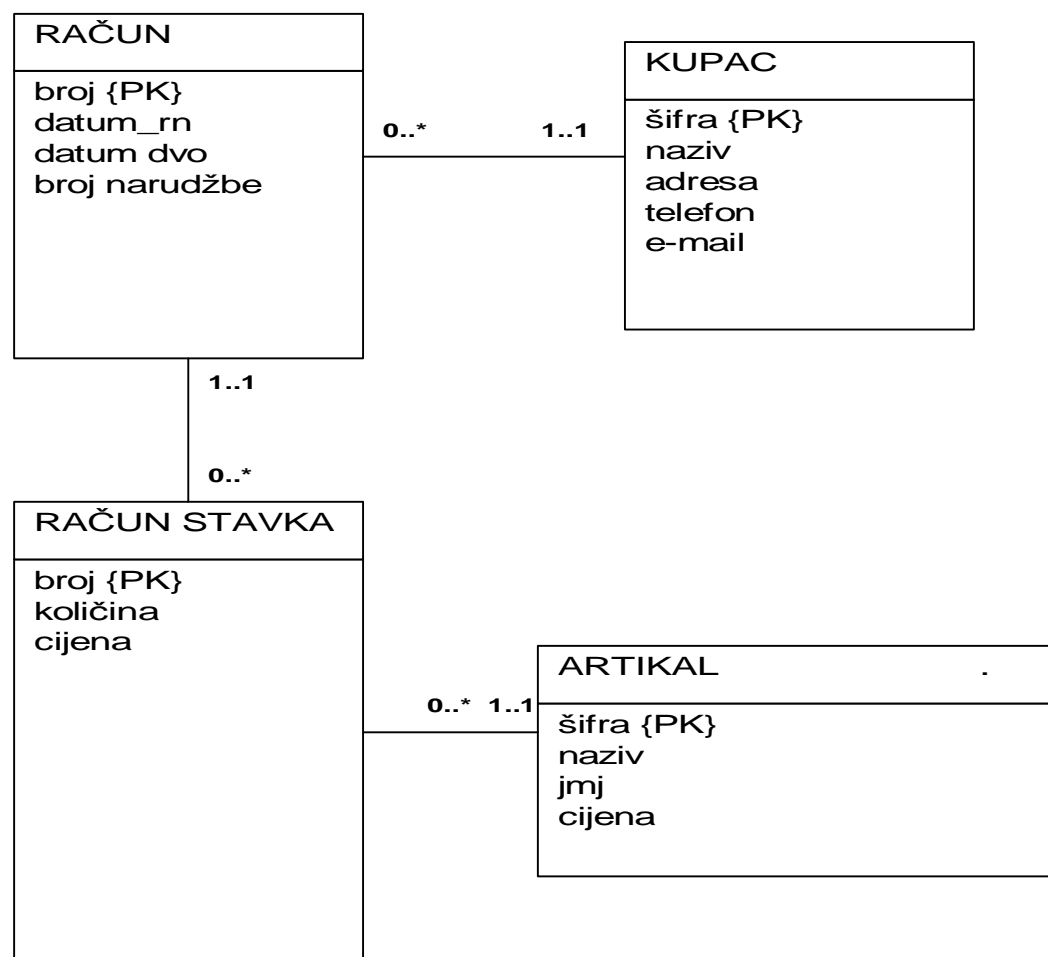 RAČUN
broj {PK}
datum_rn
datum dvo
broj narudžbe
0..* 1..1
KUPAC
šifra {PK}
naziv
adresa
telefon
e-mail
1..1
0..*
RAČUN STAVKA
broj {PK}
količina
cijena
0..* 1..1
ARTIKAL .
šifra {PK}
naziv
jmj
cijena